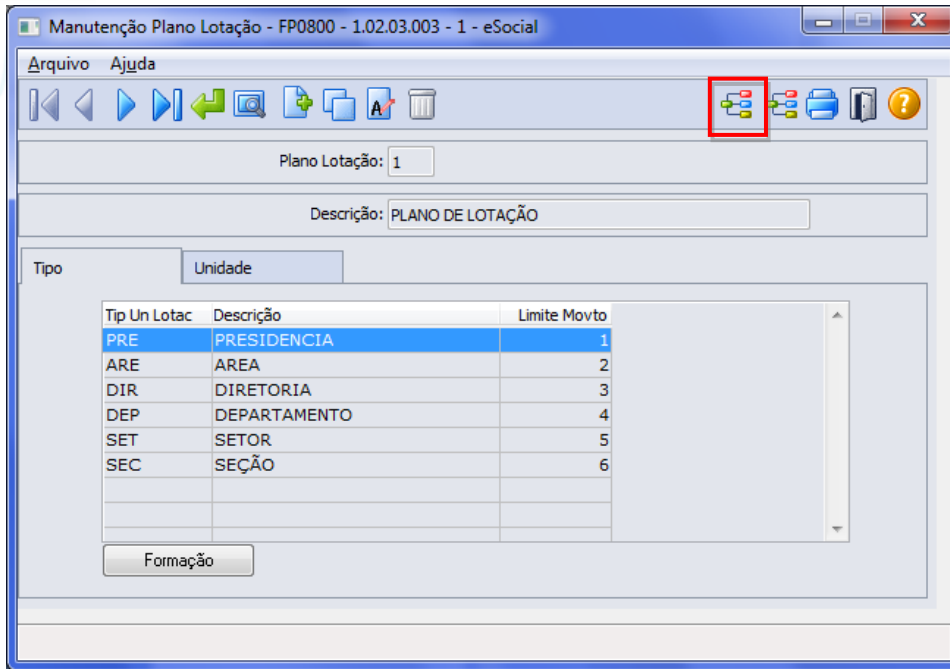 Manutenção Plano Lotação - FP0800 - 1.02.03.003 - 1 - eSocial
Arquivo Ajuda
Plano Lotação: 1
Descrição: PLANO DE LOTAÇÃO
Tipo Unidade
Tip Un Lotac Descrição Limite Movto
PRE PRESIDENCIA 1
ARE AREA 2
DIR DIRETORIA 3
DEP DEPARTAMENTO 4
SET SETOR 5
SEC SEÇÃO 6
Formação